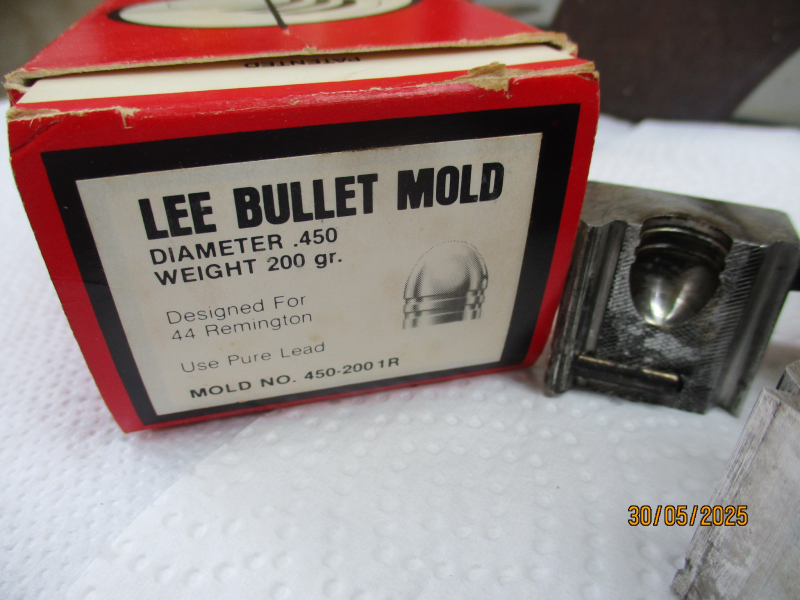 PATENTED
LEE BULLET MOLD
DIAMETER .450
WEIGHT 200 gr.
Designed For
44 Remington
Use Pure Lead
MOLD NO. 450-200 1R
30/05/2025